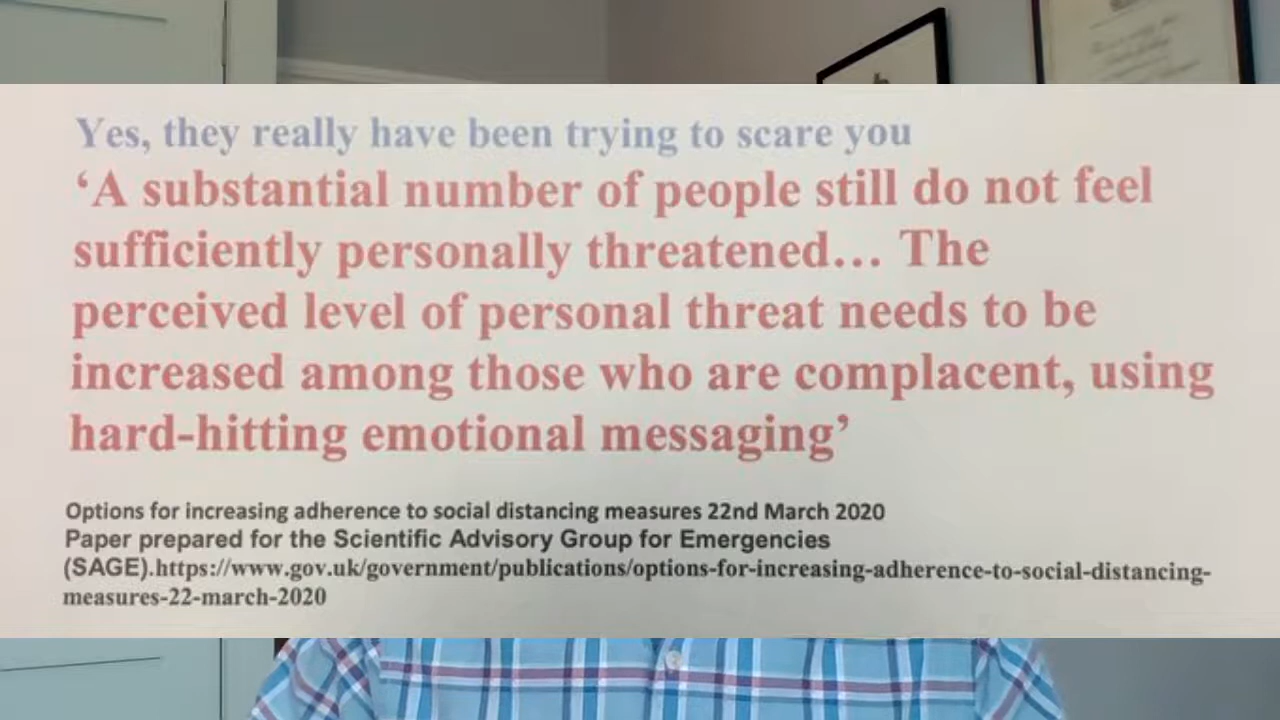 Yes, they really have been trying to scare you
‘A substantial number of people still do not feel
sufficiently personally threatened… The
perceived level of personal threat needs to be
increased among those who are complacent, using
hard-hitting emotional messaging’
Options for increasing adherence to social distancing measures 22nd March 2020
Paper prepared for the Scientific Advisory Group for Emergencies
(SAGE).https://www.gov.uk/government/publications/options-for-increasing-adherence-to-social-distancing-
measures-22-march-2020